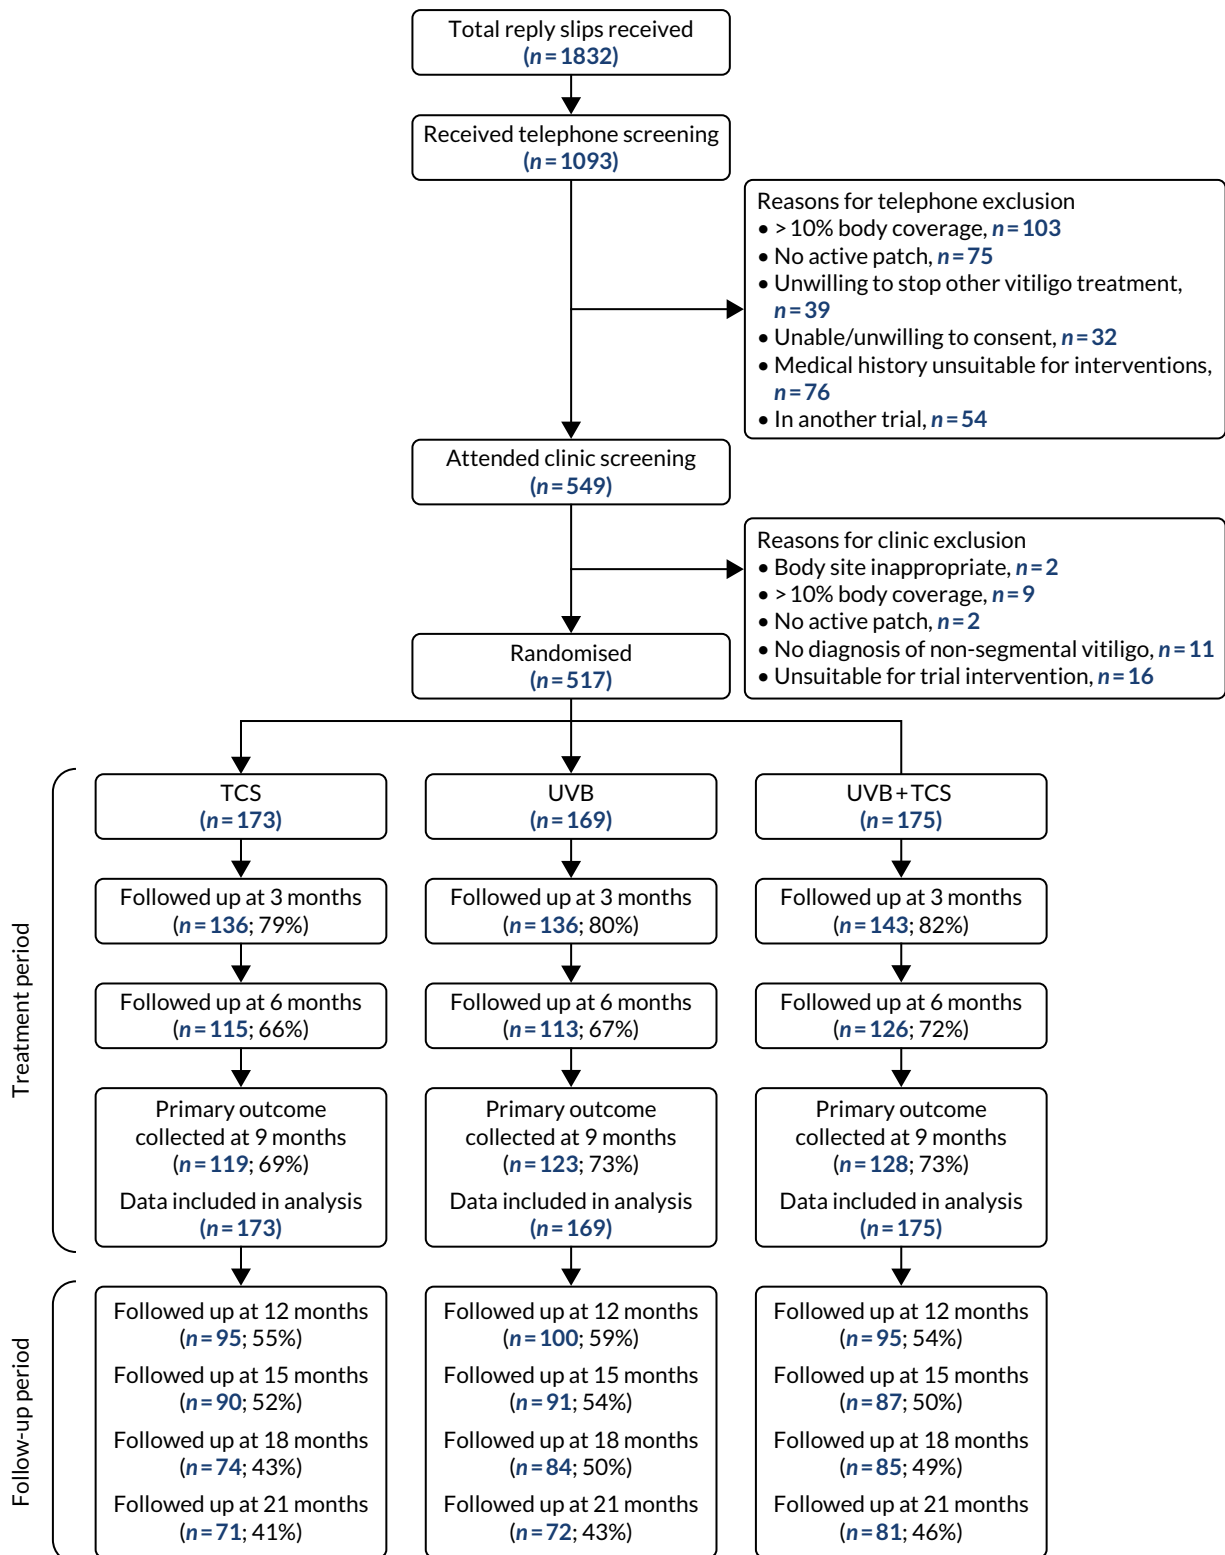 Total reply slips received
(n = 1832)
Received telephone screening
(n = 1093)
Reasons for telephone exclusion
• >10% body coverage, n = 103
• No active patch, n = 75
• Unwilling to stop other vitiligo treatment,
n = 39
• Unable/unwilling to consent, n = 32
• Medical history unsuitable for interventions,
n = 76
• In another trial, n = 54
Attended clinic screening
(n = 549)
Reasons for clinic exclusion
• Body site inappropriate, n = 2
• >10% body coverage, n = 9
• No active patch, n = 2
• No diagnosis of non-segmental vitiligo, n = 11
• Unsuitable for trial intervention, n = 16
Randomised
(n = 517)
Treatment period
TCS
(n = 173)
Followed up at 3 months
(n = 136; 79%)
Followed up at 6 months
(n = 115; 66%)
Primary outcome
collected at 9 months
(n = 119; 69%)
Data included in analysis
(n = 173)
UVB
(n = 169)
Followed up at 3 months
(n = 136; 80%)
Followed up at 6 months
(n = 113; 67%)
Primary outcome
collected at 9 months
(n = 123; 73%)
Data included in analysis
(n = 169)
UVB + TCS
(n = 175)
Followed up at 3 months
(n = 143; 82%)
Followed up at 6 months
(n = 126; 72%)
Primary outcome
collected at 9 months
(n = 128; 73%)
Data included in analysis
(n = 175)
Follow-up period
Followed up at 12 months
(n = 95; 55%)
Followed up at 15 months
(n = 90; 52%)
Followed up at 18 months
(n = 74; 43%)
Followed up at 21 months
(n = 71; 41%)
Followed up at 12 months
(n = 100; 59%)
Followed up at 15 months
(n = 91; 54%)
Followed up at 18 months
(n = 84; 50%)
Followed up at 21 months
(n = 72; 43%)
Followed up at 12 months
(n = 95; 54%)
Followed up at 15 months
(n = 87; 50%)
Followed up at 18 months
(n = 85; 49%)
Followed up at 21 months
(n = 81; 46%)